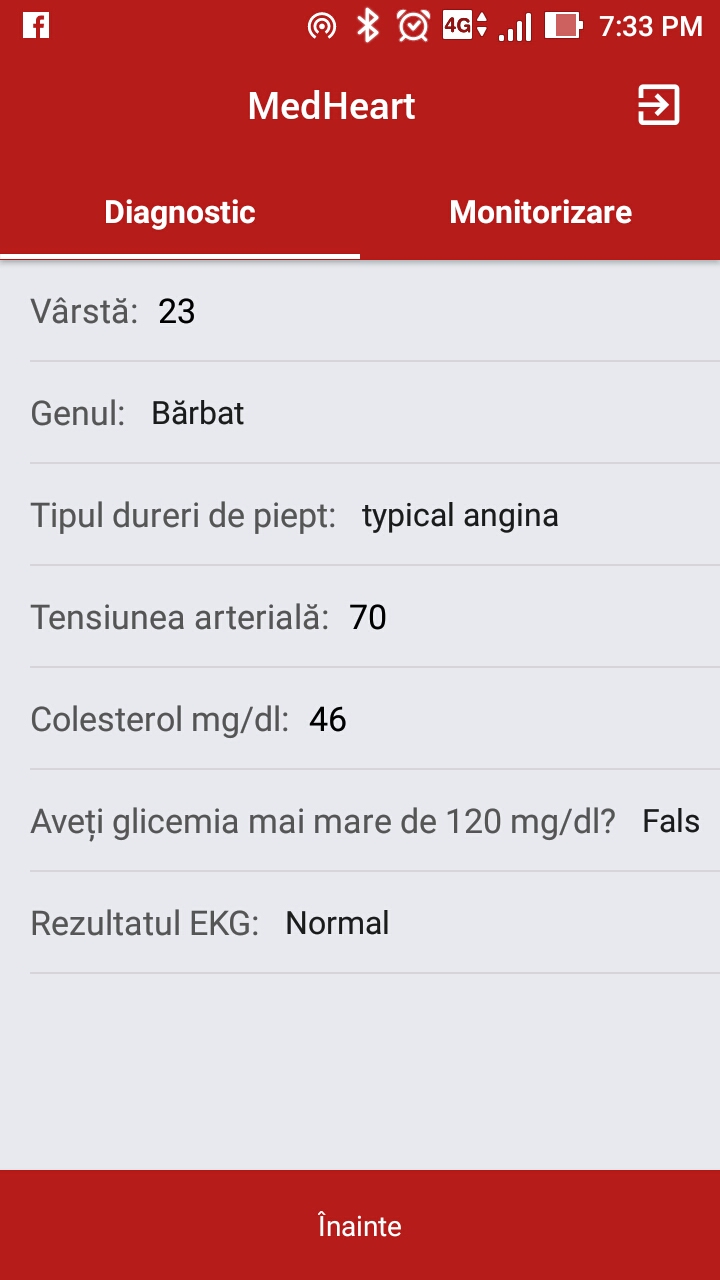 4G 7:33 PM
MedHeart
Diagnostic Monitorizare
Vârstă: 23
Genul: Bărbat
Tipul dureri de piept: typical angina
Tensiunea arterială: 70
Colesterol mg/dl: 46
Aveți glicemia mai mare de 120 mg/dl? Fals
Rezultatul EKG: Normal
Înainte